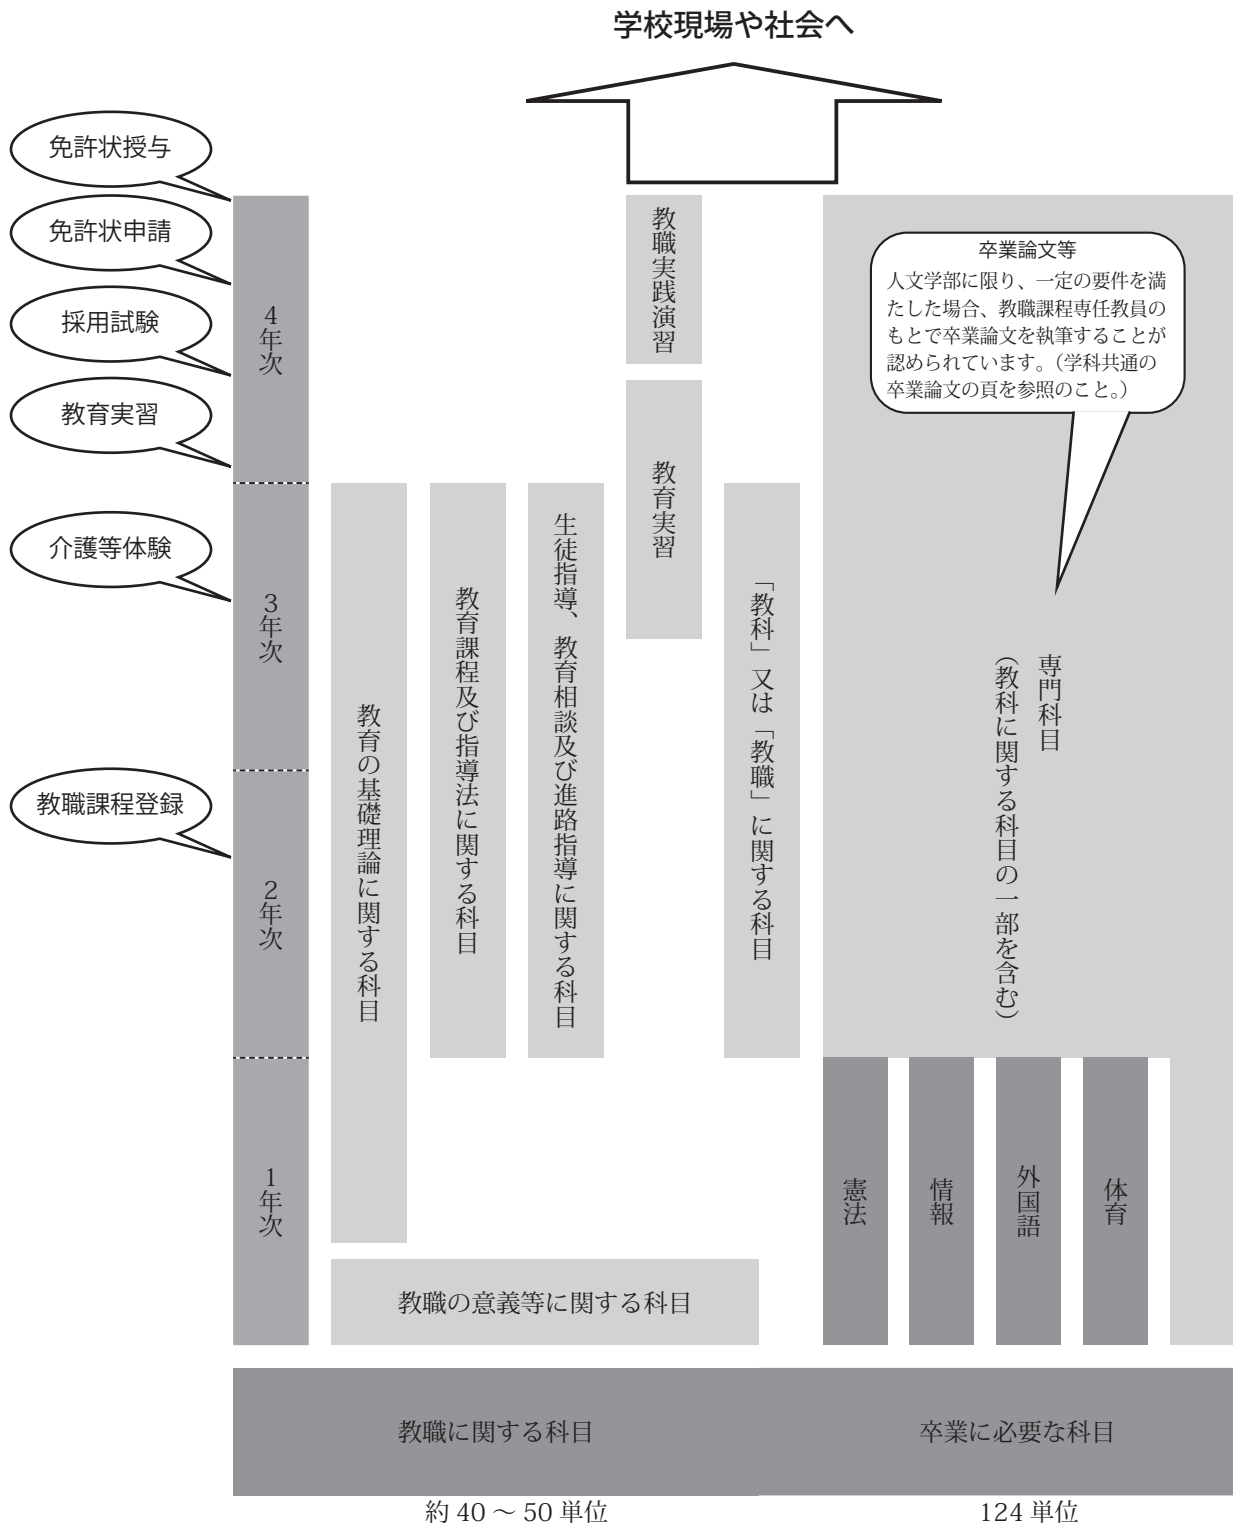 学校現場や社会へ
免許状授与
免許状申請
採用試験
教育実習
介護等体験
教職課程登録
4年次
3年次
2年次
1年次
教育の基礎理論に関する科目
教育課程及び指導法に関する科目
生徒指導、教育相談及び進路指導に関する科目
教職実践演習
教育実習
「教科」又は「教職」に関する科目
卒業論文等
人文学部に限り、一定の要件を満
たした場合、教職課程専任教員の
もとで卒業論文を執筆することが
認められています。（学科共通の
卒業論文の頁を参照のこと。）
専門科目
（教科に関する科目の一部を含む）
憲法
情報
外国語
体育
教職の意義等に関する科目
教職に関する科目
卒業に必要な科目
約 40 ～ 50 単位
124 単位